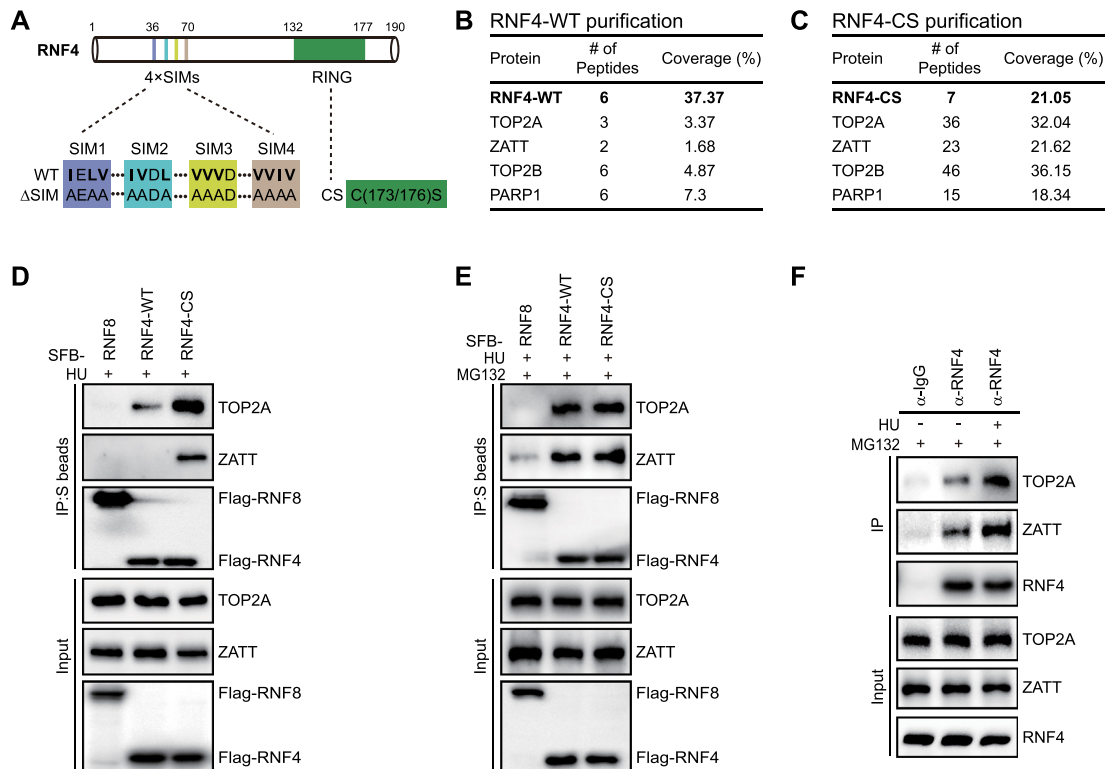 A
1 36 70 132 177 190
RNF4
4×SIMs RING
SIM1 SIM2 SIM3 SIM4
WT IELV IVDL VVVD VVIV
ΔSIM AEAA AADA AAAD AAAA
CS C(173/176)S
B RNF4-WT purification
Protein # of Peptides Coverage (%)
RNF4-WT 6 37.37
TOP2A 3 3.37
ZATT 2 1.68
TOP2B 6 4.87
PARP1 6 7.3
C RNF4-CS purification
Protein # of Peptides Coverage (%)
RNF4-CS 7 21.05
TOP2A 36 32.04
ZATT 23 21.62
TOP2B 46 36.15
PARP1 15 18.34
D
SFB- RNF8 RNF4-WT RNF4-CS
HU + + +
IP:S beads
TOP2A
ZATT
Flag-RNF8
Flag-RNF4
Input
TOP2A
ZATT
Flag-RNF8
Flag-RNF4
E
SFB- RNF8 RNF4-WT RNF4-CS
HU + + +
MG132 + + +
IP:S beads
TOP2A
ZATT
Flag-RNF8
Flag-RNF4
Input
TOP2A
ZATT
Flag-RNF8
Flag-RNF4
F
α-IgG α-RNF4 α-RNF4
HU - - +
MG132 + + +
IP
TOP2A
ZATT
RNF4
Input
TOP2A
ZATT
RNF4